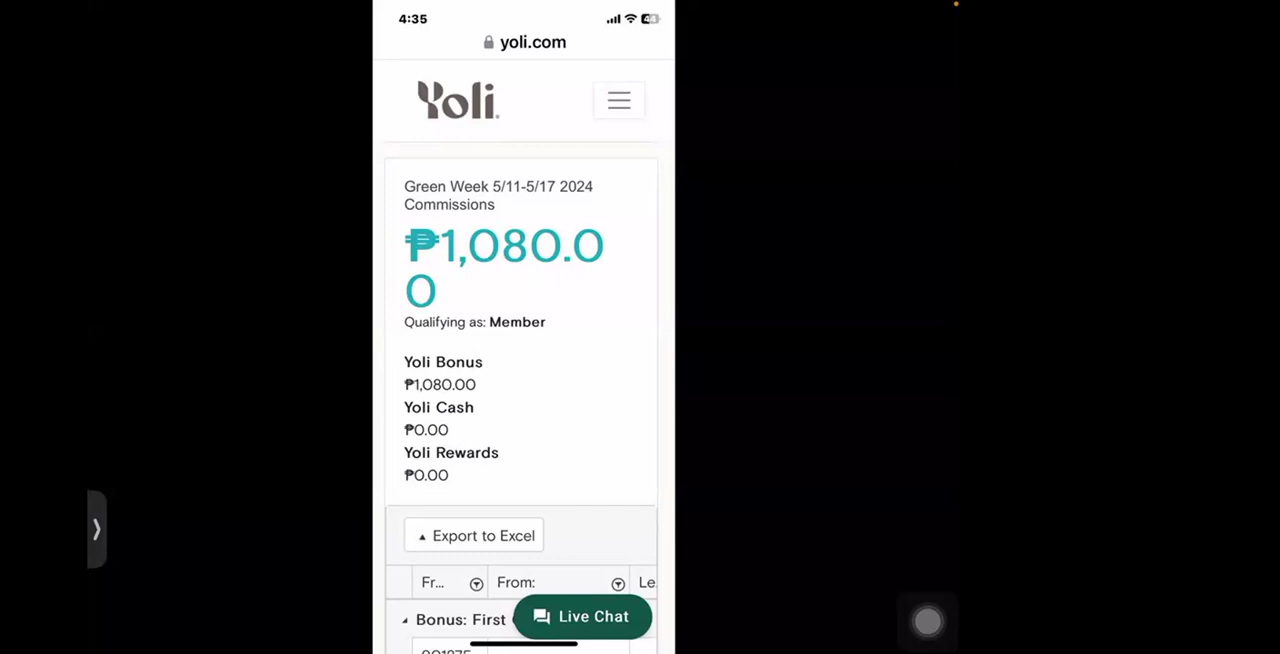 4:35
44
yoli.com
Yoli.
Green Week 5/11-5/17 2024
Commissions
₱1,080.0
0
Qualifying as: Member
Yoli Bonus
₱1,080.00
Yoli Cash
₱0.00
Yoli Rewards
₱0.00
▲ Export to Excel
Fr... From: Le
Bonus: First
Live Chat